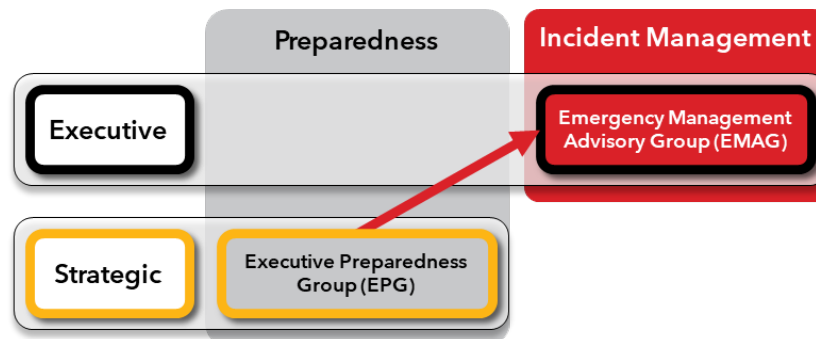 Preparedness
Incident Management
Executive
Emergency Management
Advisory Group (EMAG)
Strategic
Executive Preparedness
Group (EPG)